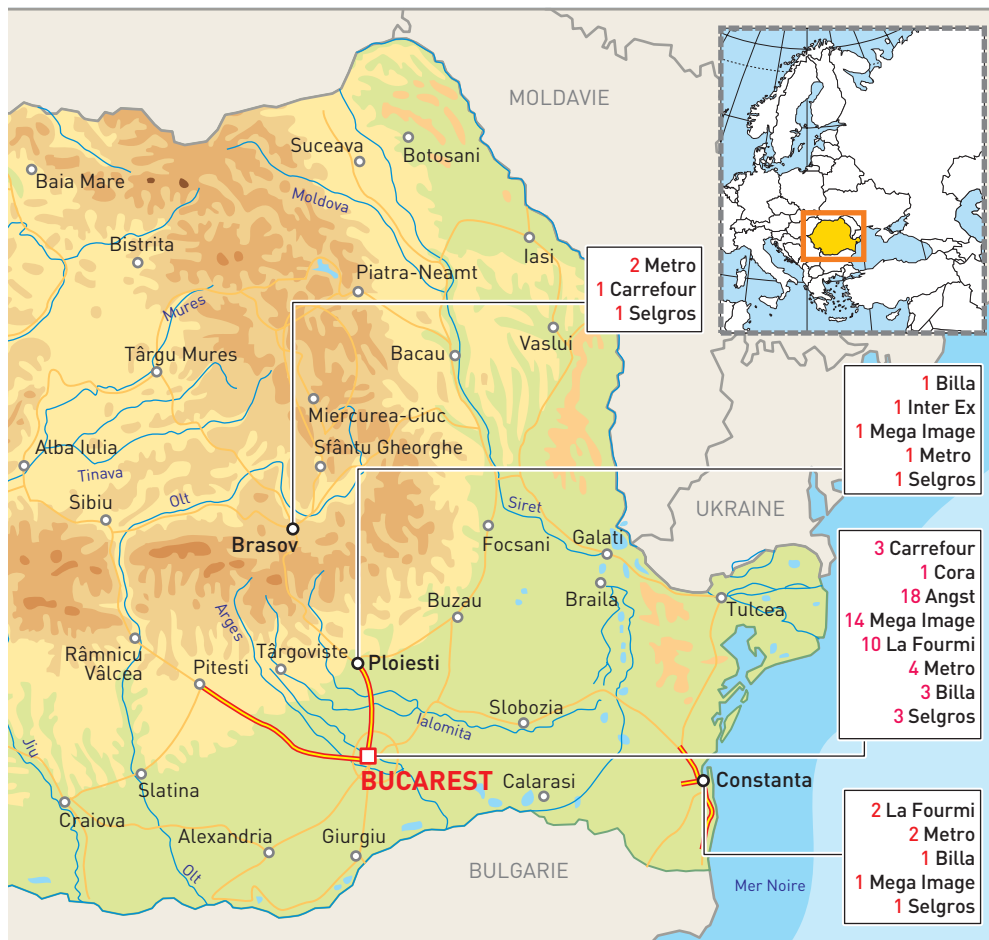 MOLDAVIE
Suceava
Botosani
Baia Mare
Moldova
Bistrita
Iasi
Piatra-Neamt
2 Metro
1 Carrefour
1 Selgros
Mures
Vaslui
Târgu Mures
Bacau
1 Billa
1 Inter Ex
1 Mega Image
1 Metro
1 Selgros
Miercurea-Ciuc
Alba Iulia
Sfântu Gheorghe
Tinava
Olt
Sibiu
Siret
UKRAINE
Brasov
Focsani
Galati
3 Carrefour
1 Cora
18 Angst
14 Mega Image
10 La Fourmi
4 Metro
3 Billa
3 Selgros
Arges
Buzau
Braila
Tulcea
Râmnicu
Vâlcea
Pitesti
Târgoviste
Ploiesti
Slobozia
Ialomita
Jiu
BUCAREST
Calarasi
Constanta
Slatina
Craiova
Alexandria
Giurgiu
Olt
BULGARIE
Mer Noire
2 La Fourmi
2 Metro
1 Billa
1 Mega Image
1 Selgros